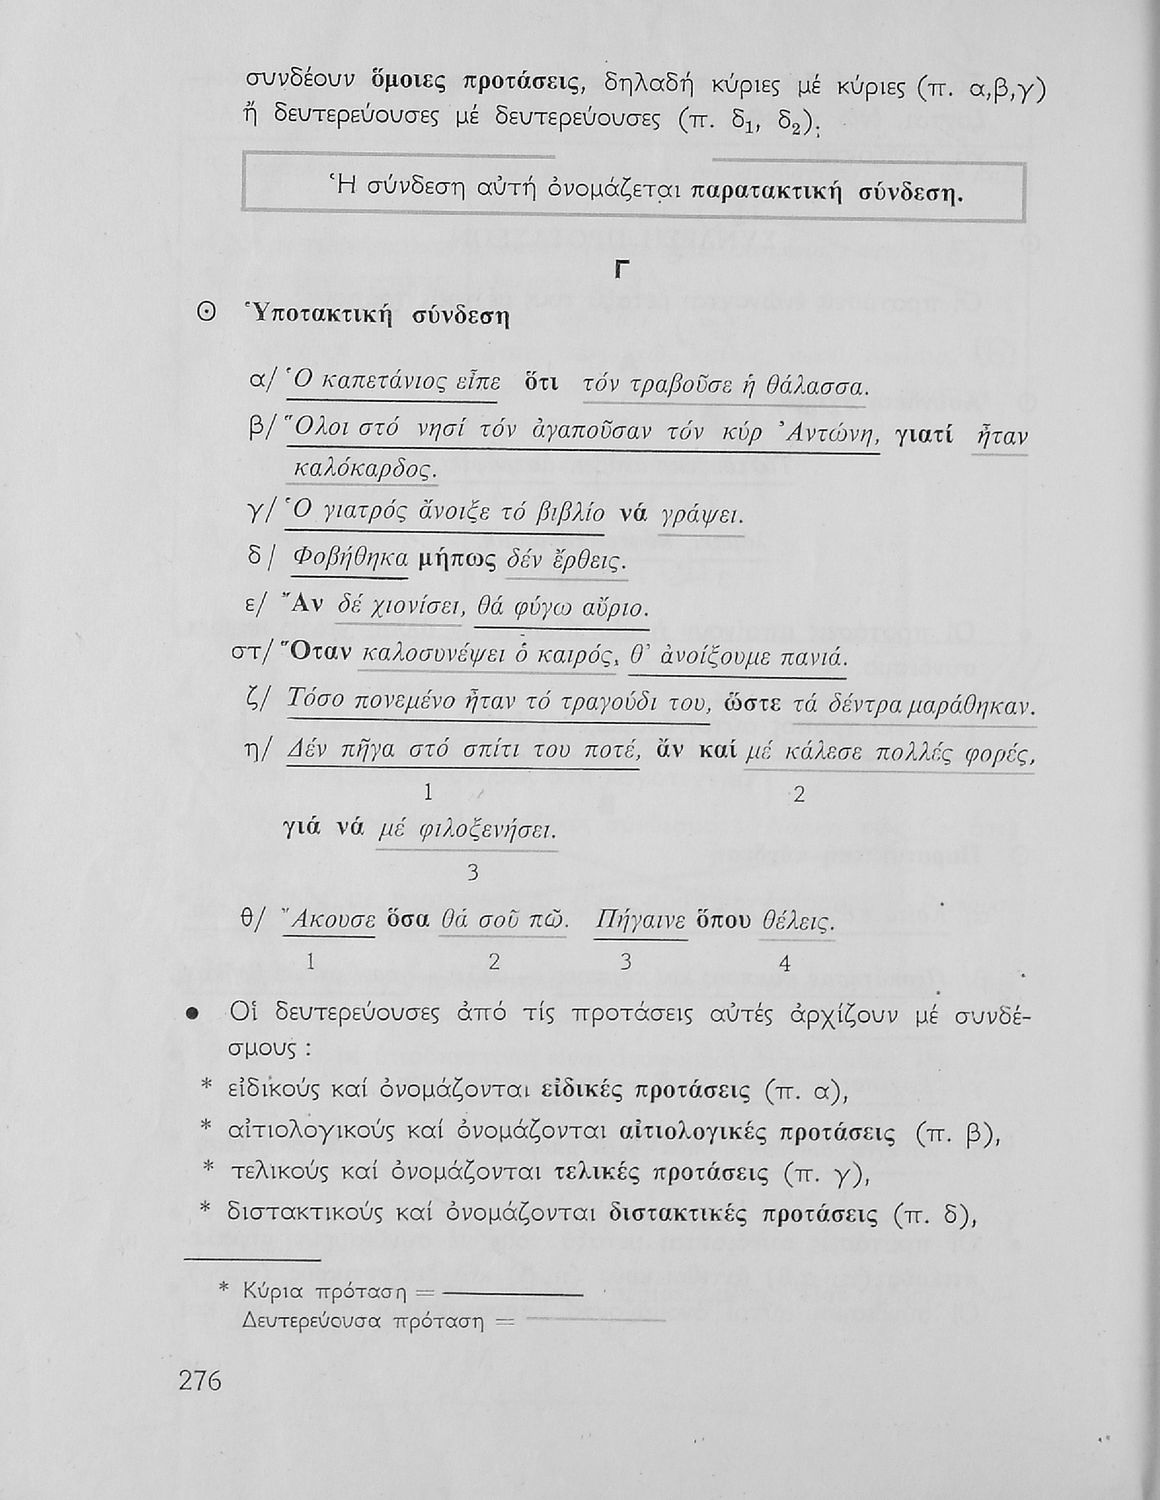 συνδέουν ὅμοιες προτάσεις, δηλαδή κύριες μέ κύριες (π. α,β,γ)
ἤ δευτερεύουσες μέ δευτερεύουσες (π. δ₁, δ₂).
Ἡ σύνδεση αὐτή ὀνομάζεται παρατακτική σύνδεση.
Γ
⊙ Ὑποτακτική σύνδεση
α/ Ὁ καπετάνιος εἶπε ὅτι τόν τραβοῦσε ἡ θάλασσα.
β/ Ὅλοι στό νησί τόν ἀγαποῦσαν τόν κύρ Ἀντώνη, γιατί ἦταν
καλόκαρδος.
γ/ Ὁ γιατρός ἄνοιξε τό βιβλίο νά γράψει.
δ/ Φοβήθηκα μήπως δέν ἔρθεις.
ε/ Ἄν δέ χιονίσει, θά φύγω αὔριο.
στ/ Ὅταν καλοσυνέψει ὁ καιρός, θ' ἀνοίξουμε πανιά.
ζ/ Τόσο πονεμένο ἦταν τό τραγούδι του, ὥστε τά δέντρα μαράθηκαν.
η/ Δέν πῆγα στό σπίτι του ποτέ, ἄν καί μέ κάλεσε πολλές φορές,
1 2
γιά νά μέ φιλοξενήσει.
3
θ/ Ἄκουσε ὅσα θά σοῦ πῶ. Πήγαινε ὅπου θέλεις.
1 2 3 4
● Οἱ δευτερεύουσες ἀπό τίς προτάσεις αὐτές ἀρχίζουν μέ συνδέ-
σμους :
* εἰδικούς καί ὀνομάζονται εἰδικές προτάσεις (π. α),
* αἰτιολογικούς καί ὀνομάζονται αἰτιολογικές προτάσεις (π. β),
* τελικούς καί ὀνομάζονται τελικές προτάσεις (π. γ),
* διστακτικούς καί ὀνομάζονται διστακτικές προτάσεις (π. δ),
* Κύρια πρόταση =
Δευτερεύουσα πρόταση =
276